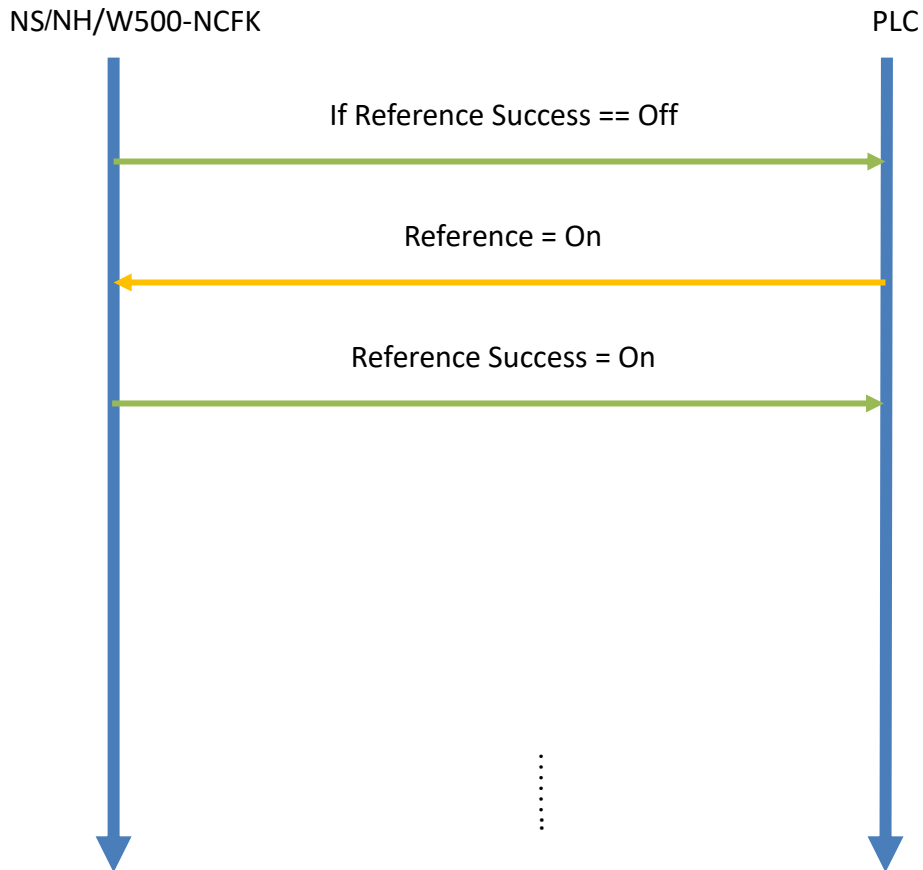 NS/NH/W500-NCFK PLC
If Reference Success == Off
Reference = On
Reference Success = On